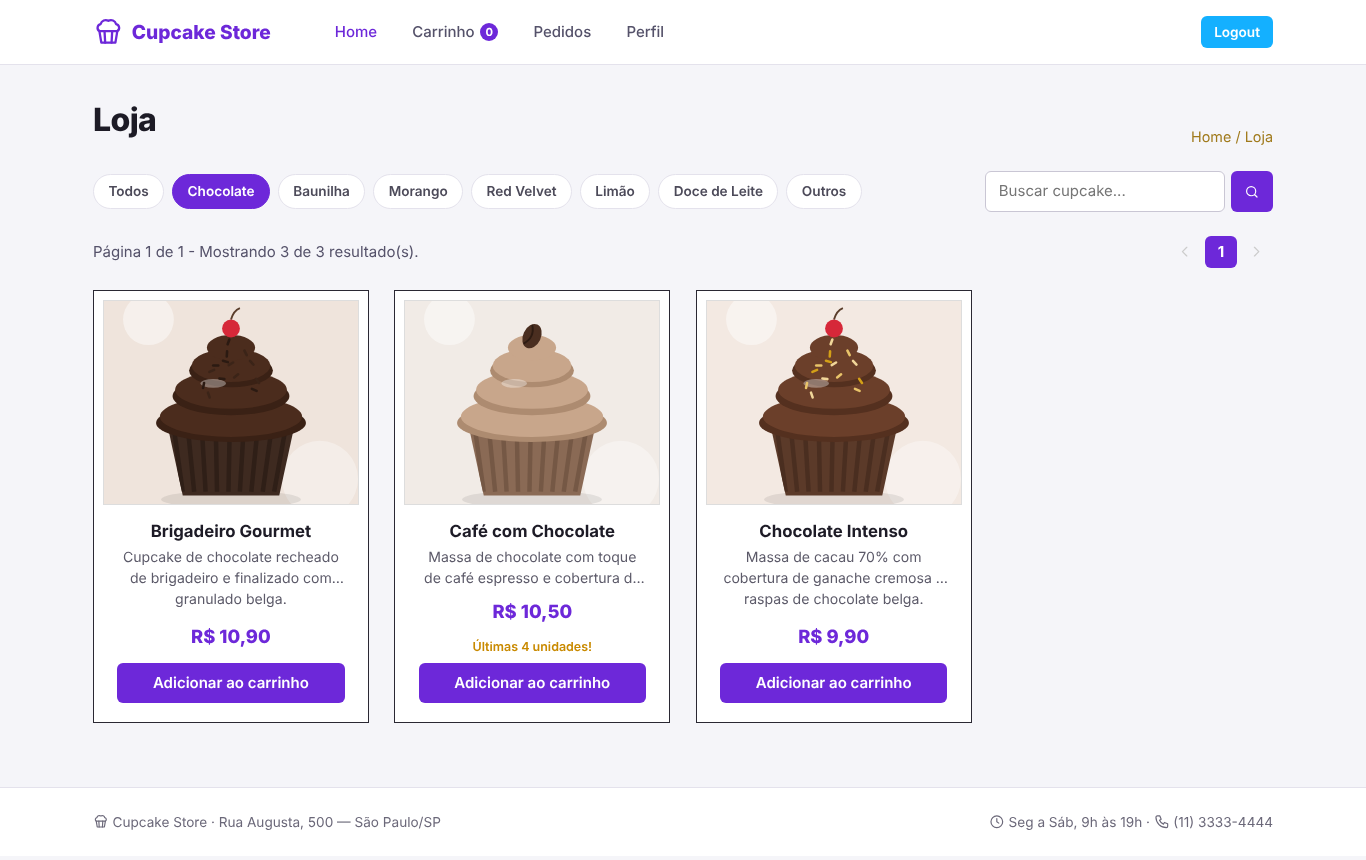 Cupcake Store
Home
Carrinho 0
Pedidos
Perfil
Logout
Loja
Home / Loja
Todos
Chocolate
Baunilha
Morango
Red Velvet
Limão
Doce de Leite
Outros
Buscar cupcake...
Página 1 de 1 - Mostrando 3 de 3 resultado(s).
1
Brigadeiro Gourmet
Cupcake de chocolate recheado
de brigadeiro e finalizado com…
granulado belga.
R$ 10,90
Adicionar ao carrinho
Café com Chocolate
Massa de chocolate com toque
de café espresso e cobertura d…
R$ 10,50
Últimas 4 unidades!
Adicionar ao carrinho
Chocolate Intenso
Massa de cacau 70% com
cobertura de ganache cremosa …
raspas de chocolate belga.
R$ 9,90
Adicionar ao carrinho
Cupcake Store · Rua Augusta, 500 — São Paulo/SP
Seg a Sáb, 9h às 19h · (11) 3333-4444